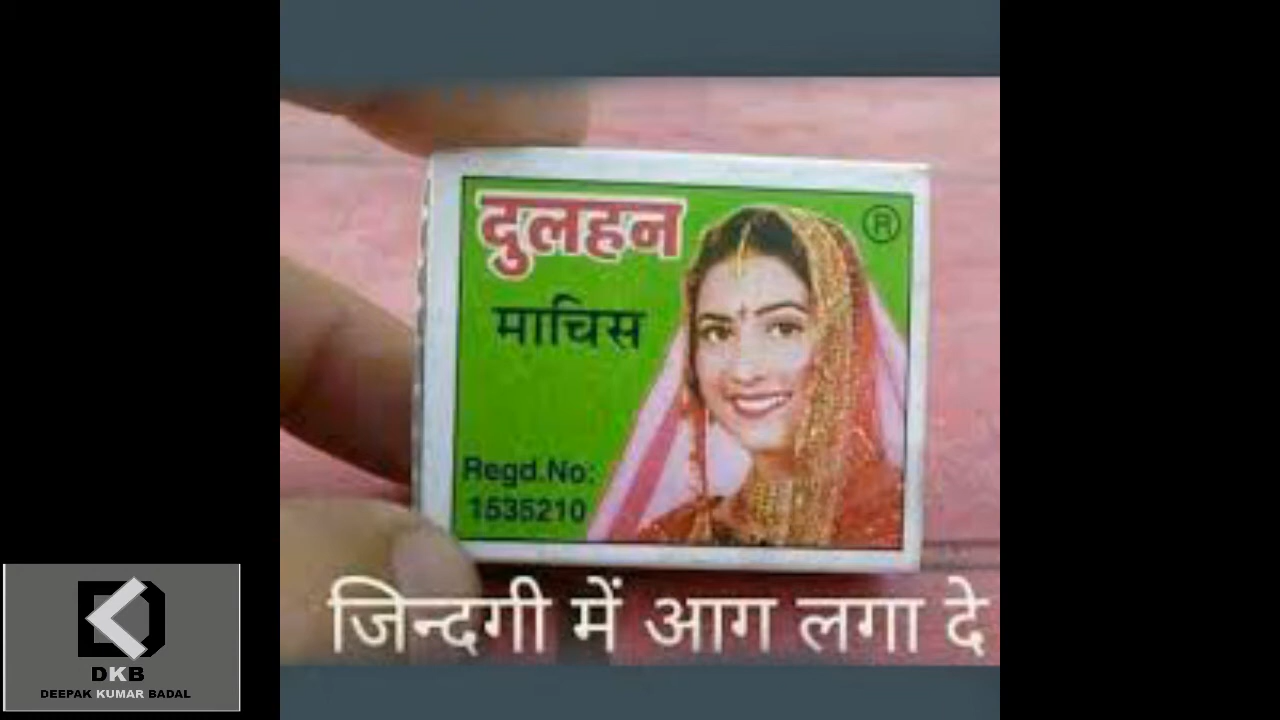 दुलहन
®
माचिस
Regd.No:
1535210
जिन्दगी में आग लगा दे
DKB
DEEPAK KUMAR BADAL